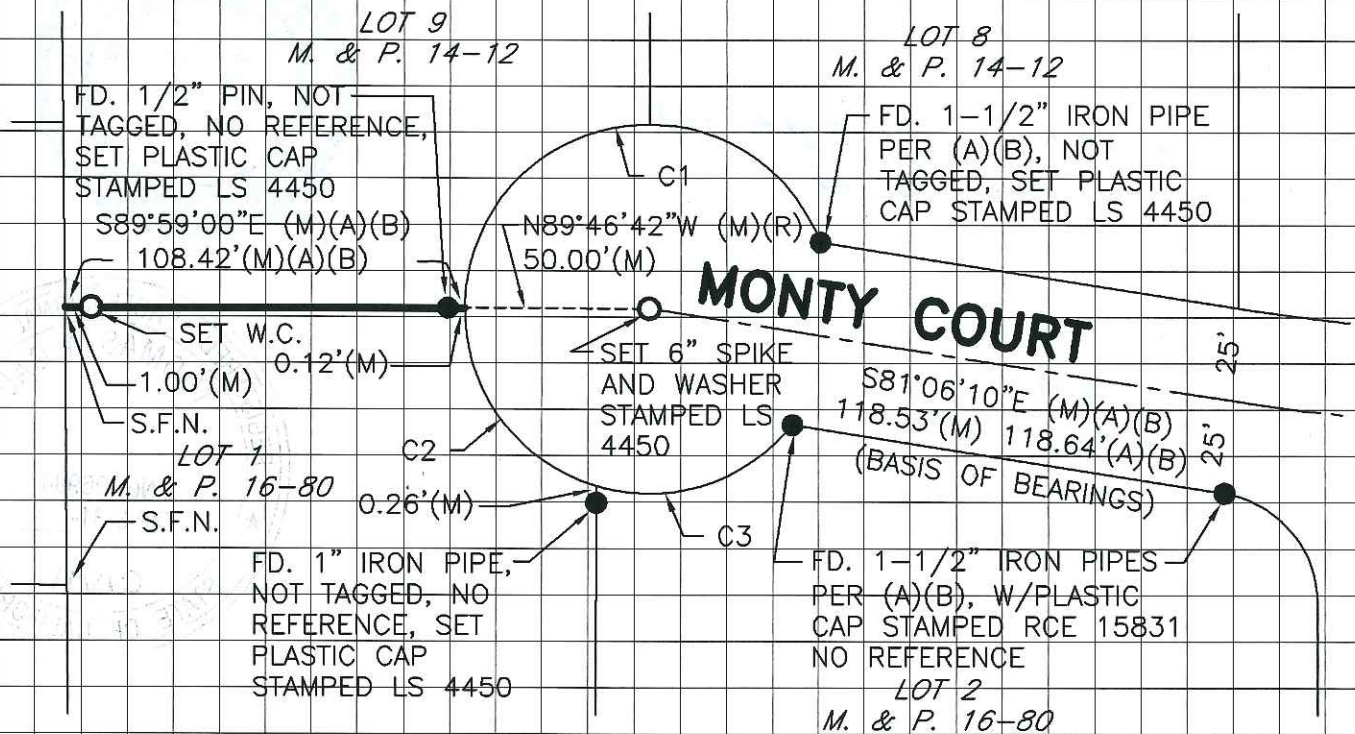 LOT 9
M. & P. 14-12
LOT 8
M. & P. 14-12
FD. 1/2" PIN, NOT
TAGGED, NO REFERENCE,
SET PLASTIC CAP
STAMPED LS 4450
FD. 1-1/2" IRON PIPE
PER (A)(B), NOT
TAGGED, SET PLASTIC
CAP STAMPED LS 4450
C1
S89°59'00"E (M)(A)(B)
108.42'(M)(A)(B)
N89°46'42"W (M)(R)
50.00'(M)
MONTY COURT
SET W.C.
0.12'(M)
1.00'(M)
S.F.N.
SET 6" SPIKE
AND WASHER
STAMPED LS
4450
25'
S81°06'10"E (M)(A)(B)
118.53'(M) 118.64'(A)(B)
(BASIS OF BEARINGS)
25'
LOT 1
M. & P. 16-80
S.F.N.
C2
0.26'(M)
C3
FD. 1" IRON PIPE,
NOT TAGGED, NO
REFERENCE, SET
PLASTIC CAP
STAMPED LS 4450
FD. 1-1/2" IRON PIPES
PER (A)(B), W/PLASTIC
CAP STAMPED RCE 15831
NO REFERENCE
LOT 2
M. & P. 16-80